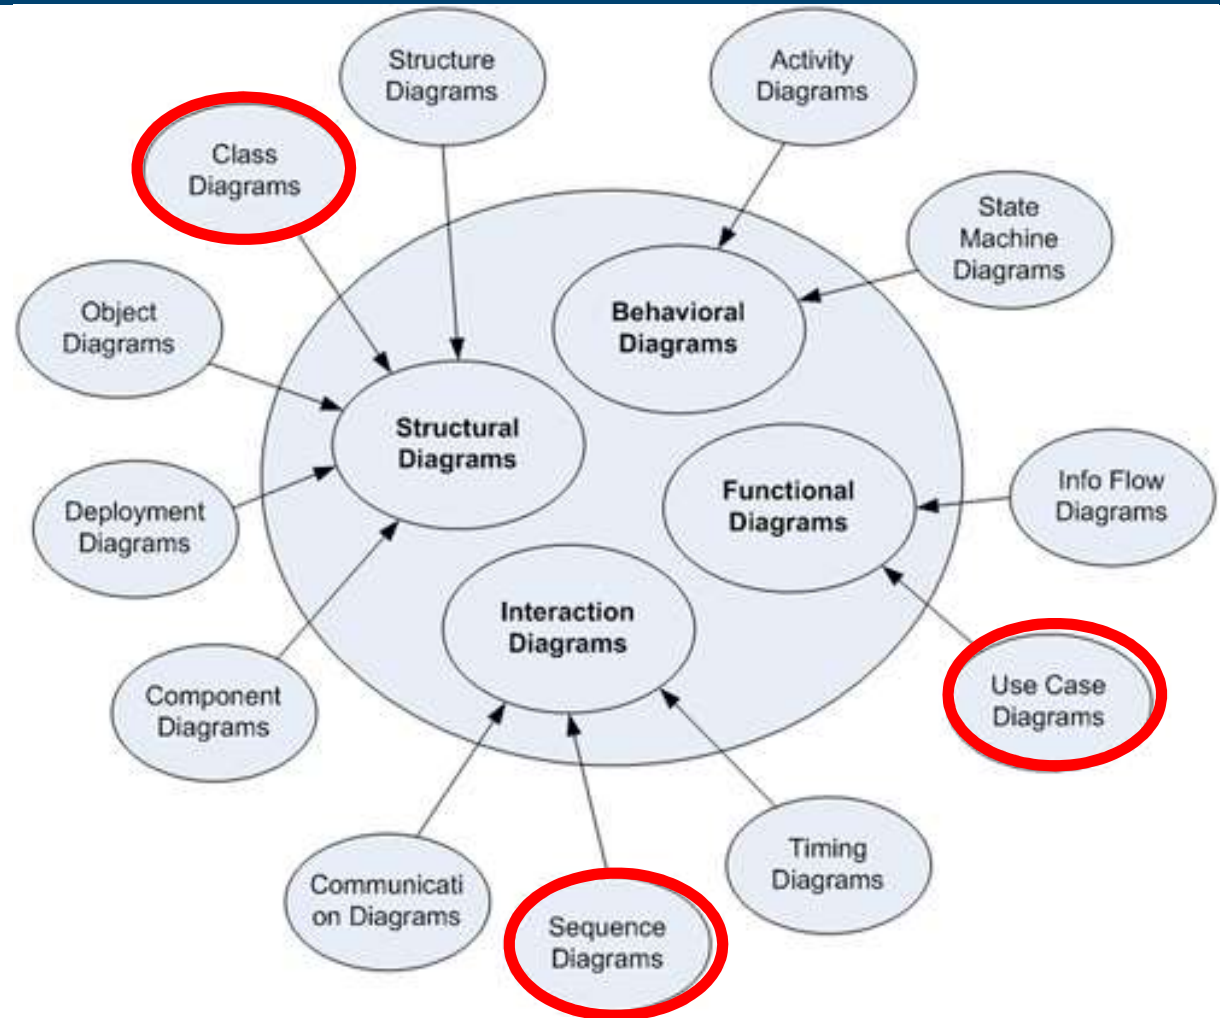 Structure
Diagrams
Activity
Diagrams
Class
Diagrams
State
Machine
Diagrams
Object
Diagrams
Behavioral
Diagrams
Structural
Diagrams
Info Flow
Diagrams
Functional
Diagrams
Deployment
Diagrams
Interaction
Diagrams
Use Case
Diagrams
Component
Diagrams
Timing
Diagrams
Communicati
on Diagrams
Sequence
Diagrams